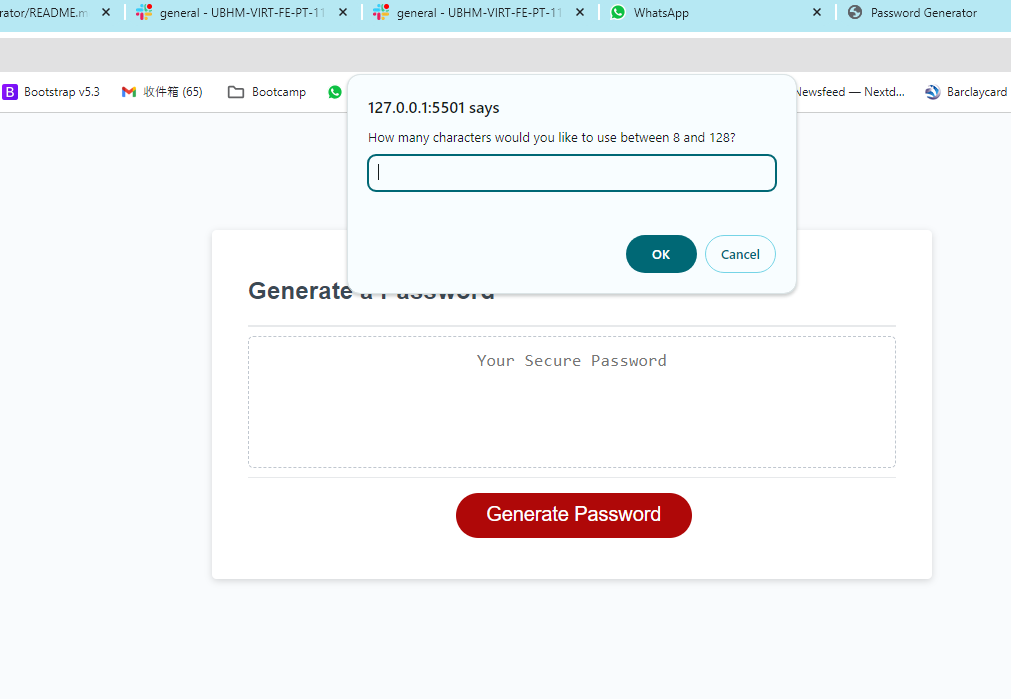 rator/README.m
general - UBHM-VIRT-FE-PT-11
general - UBHM-VIRT-FE-PT-11
WhatsApp
Password Generator
B Bootstrap v5.3
收件箱 (65)
Bootcamp
Newsfeed — Nextd...
Barclaycard
127.0.0.1:5501 says
How many characters would you like to use between 8 and 128?
OK
Cancel
Generate a Password
Your Secure Password
Generate Password